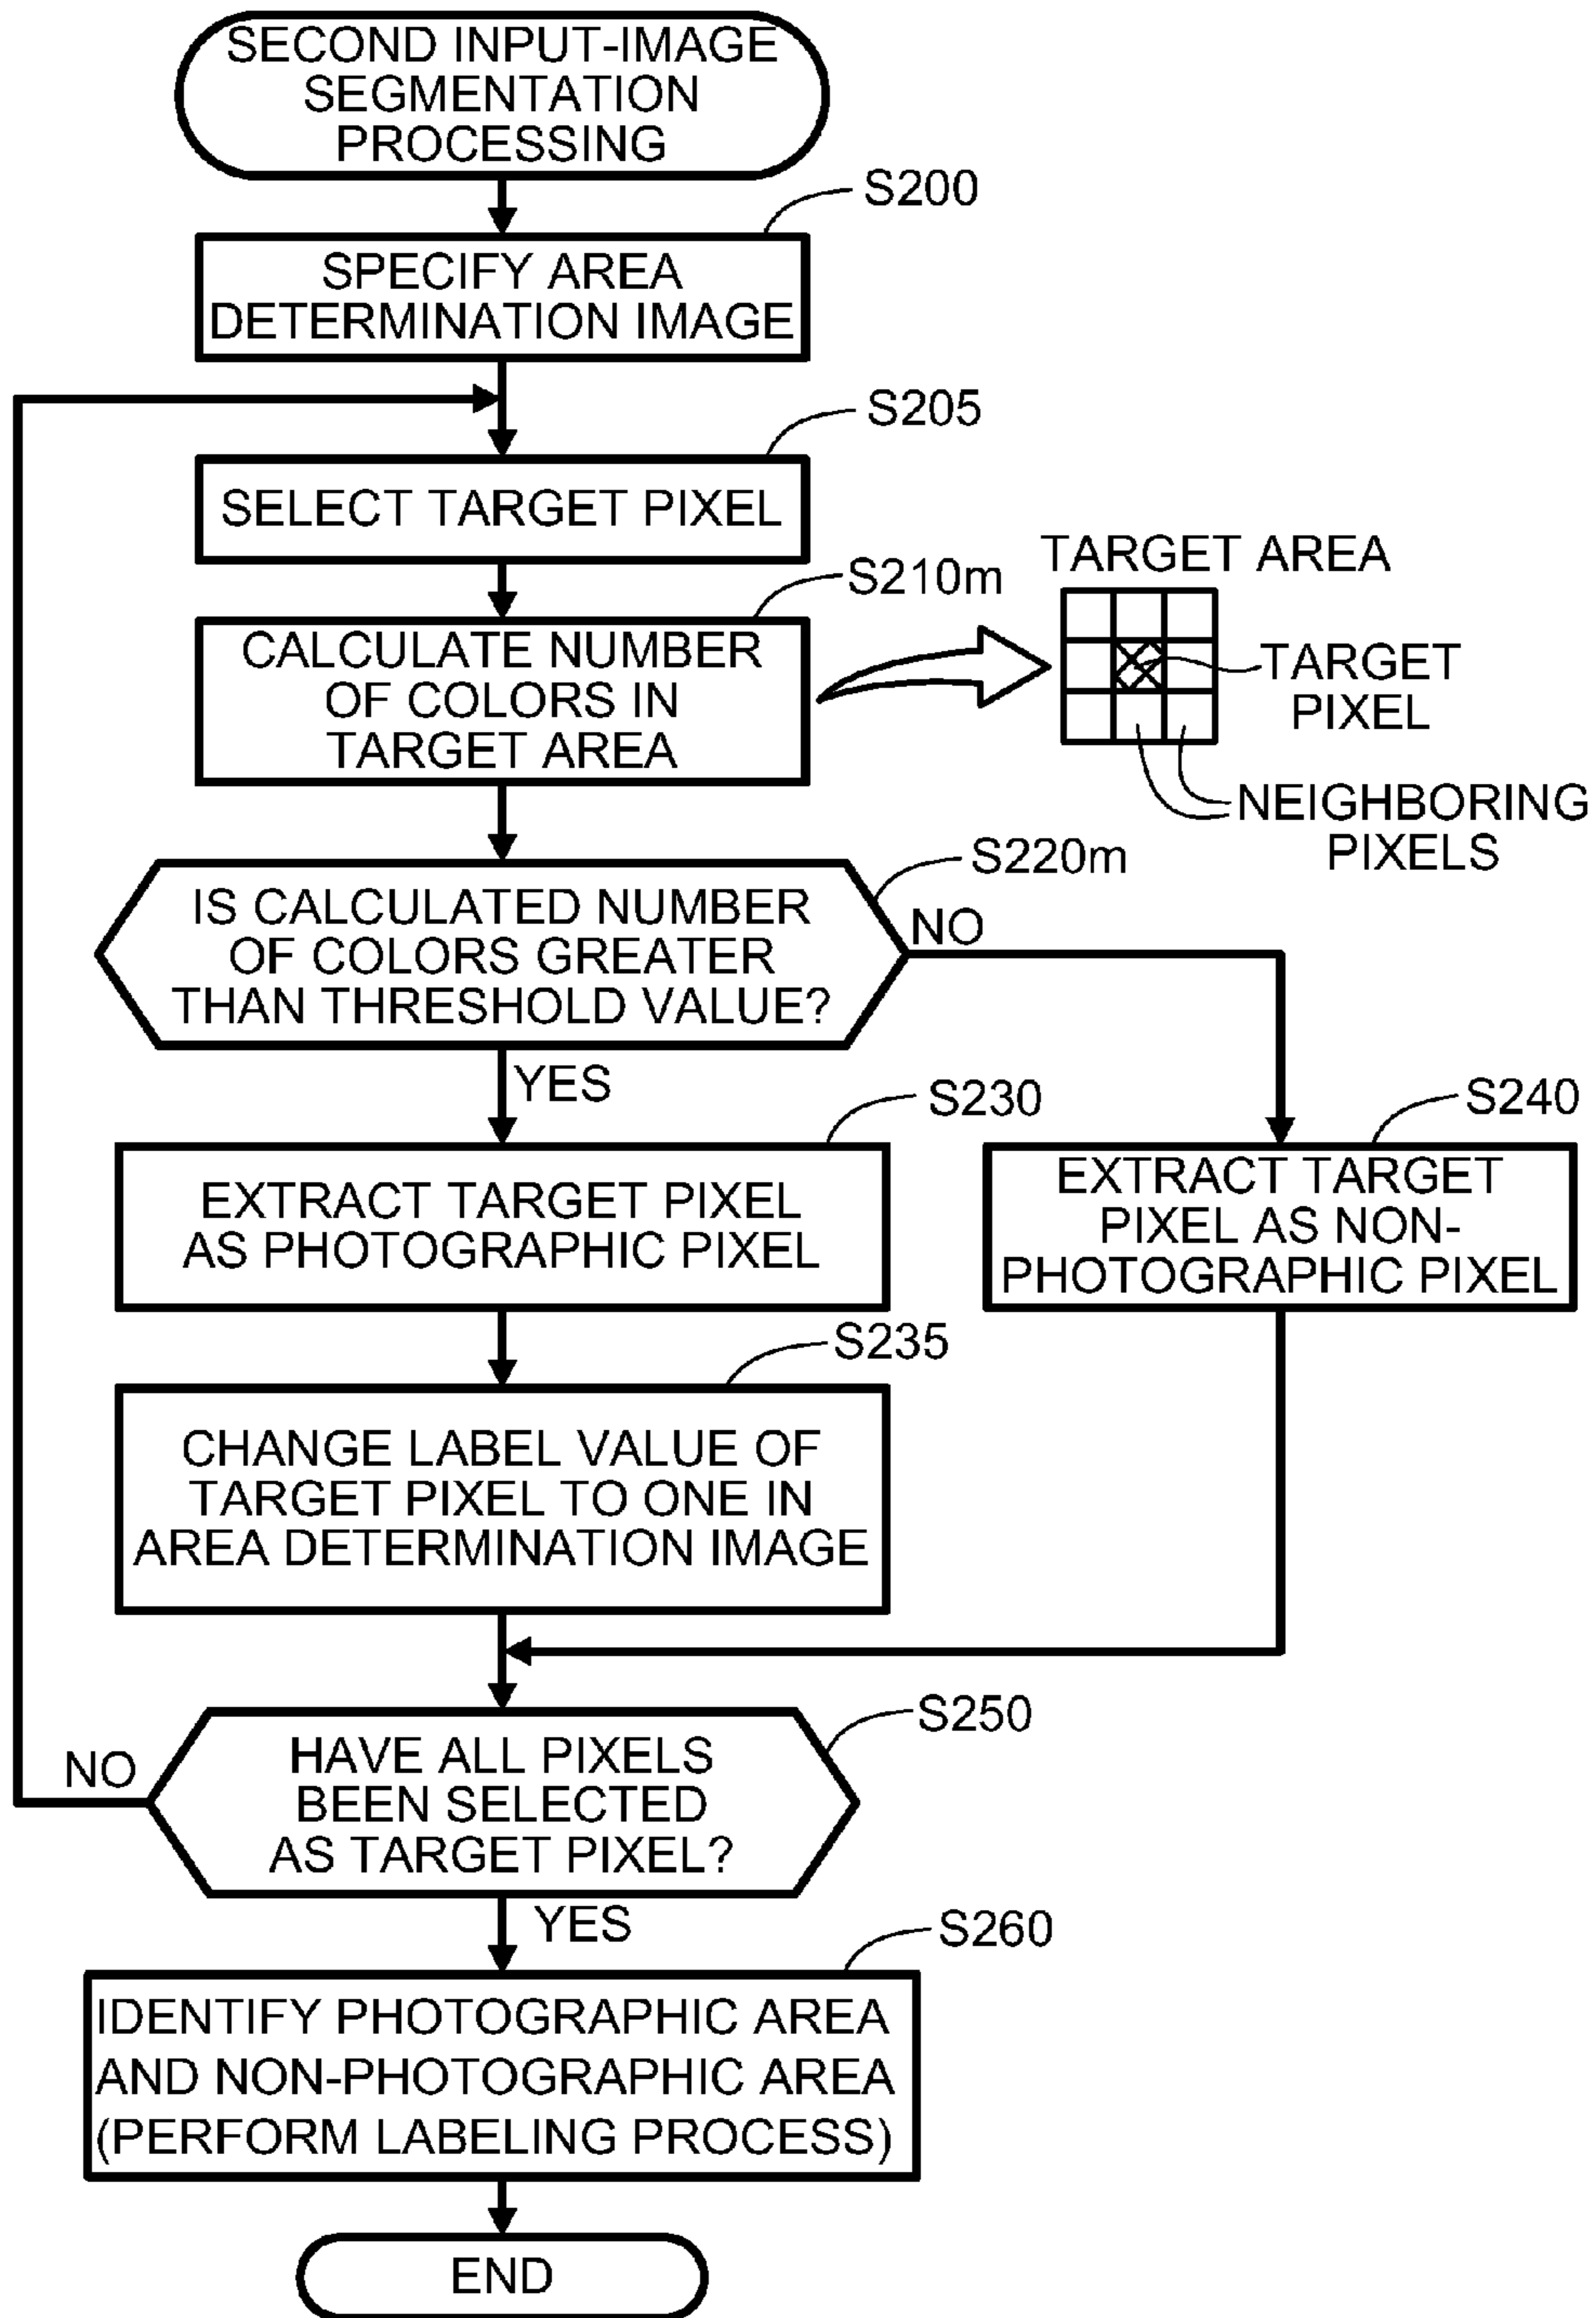 SECOND INPUT-IMAGE
SEGMENTATION
PROCESSING
S200
SPECIFY AREA
DETERMINATION IMAGE
S205
SELECT TARGET PIXEL
S210m
CALCULATE NUMBER
OF COLORS IN
TARGET AREA
TARGET AREA
TARGET
PIXEL
NEIGHBORING
PIXELS
S220m
IS CALCULATED NUMBER
OF COLORS GREATER
THAN THRESHOLD VALUE?
NO
YES
S230
EXTRACT TARGET PIXEL
AS PHOTOGRAPHIC PIXEL
S240
EXTRACT TARGET
PIXEL AS NON-
PHOTOGRAPHIC PIXEL
S235
CHANGE LABEL VALUE OF
TARGET PIXEL TO ONE IN
AREA DETERMINATION IMAGE
S250
HAVE ALL PIXELS
BEEN SELECTED
AS TARGET PIXEL?
NO
YES
S260
IDENTIFY PHOTOGRAPHIC AREA
AND NON-PHOTOGRAPHIC AREA
(PERFORM LABELING PROCESS)
END